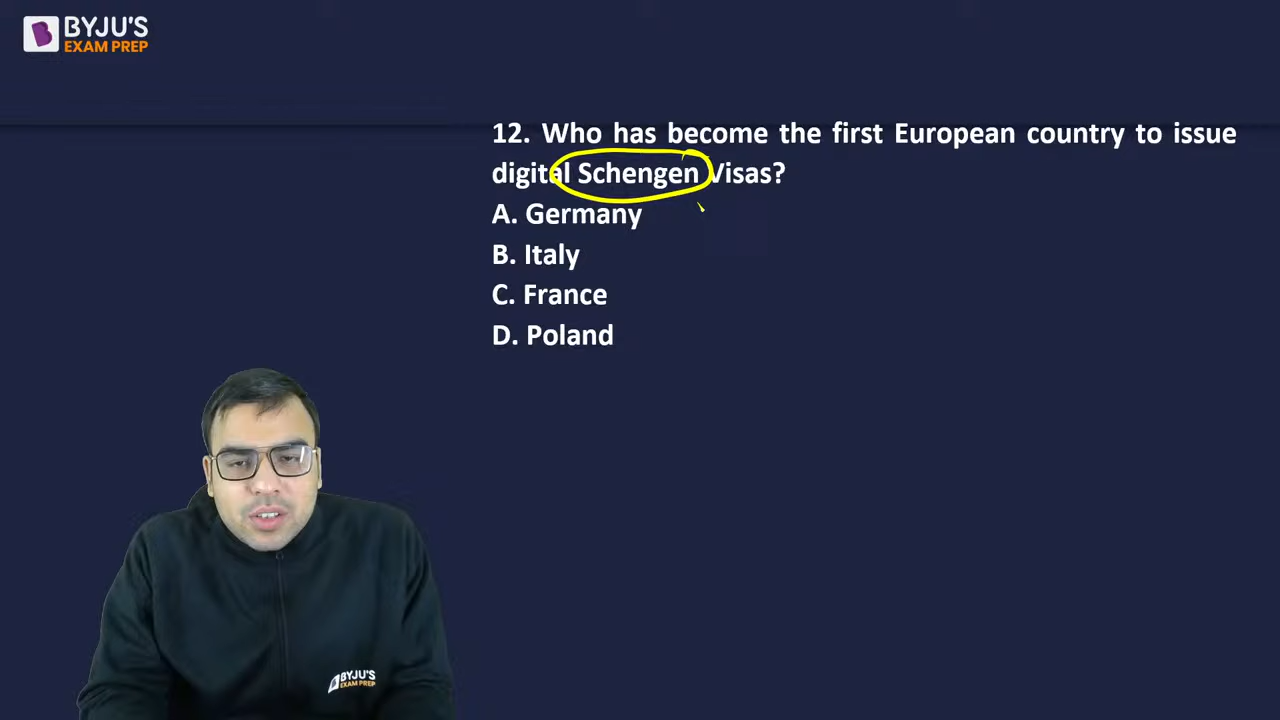 BYJU'S
EXAM PREP
12. Who has become the first European country to issue
digital Schengen Visas?
A. Germany
B. Italy
C. France
D. Poland
BYJU'S
EXAM PREP